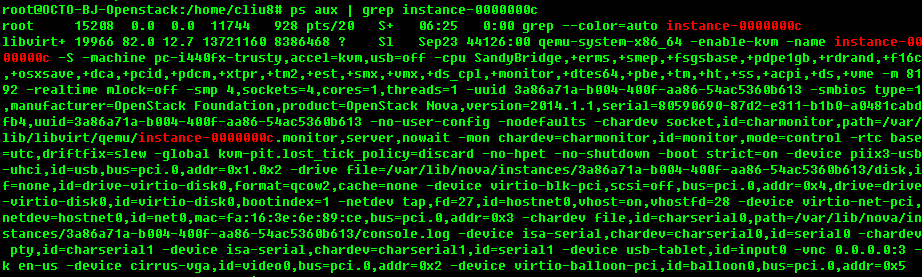 root@OCTO-BJ-Openstack:/home/cliu8# ps aux | grep instance-0000000c
root     15208  0.0  0.0  11744   928 pts/20   S+   06:25   0:00 grep --color=auto instance-0000000c
libvirt+ 19966 82.0 12.7 13721160 8386468 ?    Sl   Sep23 44126:00 qemu-system-x86_64 -enable-kvm -name instance-00
00000c -S -machine pc-i440fx-trusty,accel=kvm,usb=off -cpu SandyBridge,+erms,+smep,+fsgsbase,+pdpe1gb,+rdrand,+f16c
,+osxsave,+dca,+pcid,+pdcm,+xtpr,+tm2,+est,+smx,+vmx,+ds_cpl,+monitor,+dtes64,+pbe,+tm,+ht,+ss,+acpi,+ds,+vme -m 81
92 -realtime mlock=off -smp 4,sockets=4,cores=1,threads=1 -uuid 3a86a71a-b004-400f-aa86-54ac5360b613 -smbios type=1
,manufacturer=OpenStack Foundation,product=OpenStack Nova,version=2014.1.1,serial=80590690-87d2-e311-b1b0-a0481cabd
fb4,uuid=3a86a71a-b004-400f-aa86-54ac5360b613 -no-user-config -nodefaults -chardev socket,id=charmonitor,path=/var/
lib/libvirt/qemu/instance-0000000c.monitor,server,nowait -mon chardev=charmonitor,id=monitor,mode=control -rtc base
=utc,driftfix=slew -global kvm-pit.lost_tick_policy=discard -no-hpet -no-shutdown -boot strict=on -device piix3-usb
-uhci,id=usb,bus=pci.0,addr=0x1.0x2 -drive file=/var/lib/nova/instances/3a86a71a-b004-400f-aa86-54ac5360b613/disk,i
f=none,id=drive-virtio-disk0,format=qcow2,cache=none -device virtio-blk-pci,scsi=off,bus=pci.0,addr=0x4,drive=drive
-virtio-disk0,id=virtio-disk0,bootindex=1 -netdev tap,fd=27,id=hostnet0,vhost=on,vhostfd=28 -device virtio-net-pci,
netdev=hostnet0,id=net0,mac=fa:16:3e:6e:89:ce,bus=pci.0,addr=0x3 -chardev file,id=charserial0,path=/var/lib/nova/in
stances/3a86a71a-b004-400f-aa86-54ac5360b613/console.log -device isa-serial,chardev=charserial0,id=serial0 -chardev
 pty,id=charserial1 -device isa-serial,chardev=charserial1,id=serial1 -device usb-tablet,id=input0 -vnc 0.0.0.0:3 -
k en-us -device cirrus-vga,id=video0,bus=pci.0,addr=0x2 -device virtio-balloon-pci,id=balloon0,bus=pci.0,addr=0x5